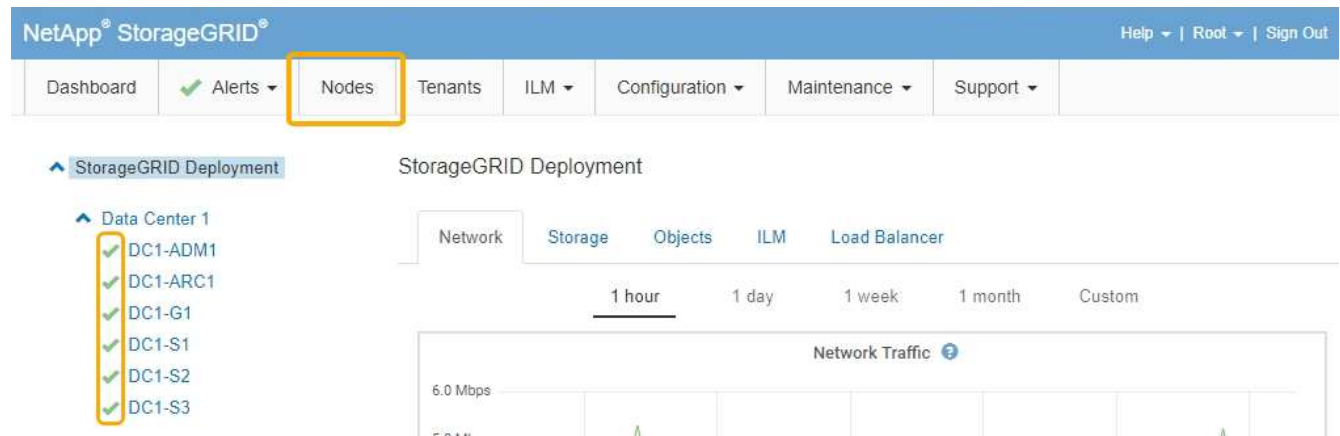 NetApp® StorageGRID®
Help | Root | Sign Out
Dashboard Alerts Nodes Tenants ILM Configuration Maintenance Support
StorageGRID Deployment
Data Center 1
DC1-ADM1
DC1-ARC1
DC1-G1
DC1-S1
DC1-S2
DC1-S3
StorageGRID Deployment
Network Storage Objects ILM Load Balancer
1 hour 1 day 1 week 1 month Custom
Network Traffic
6.0 Mbps